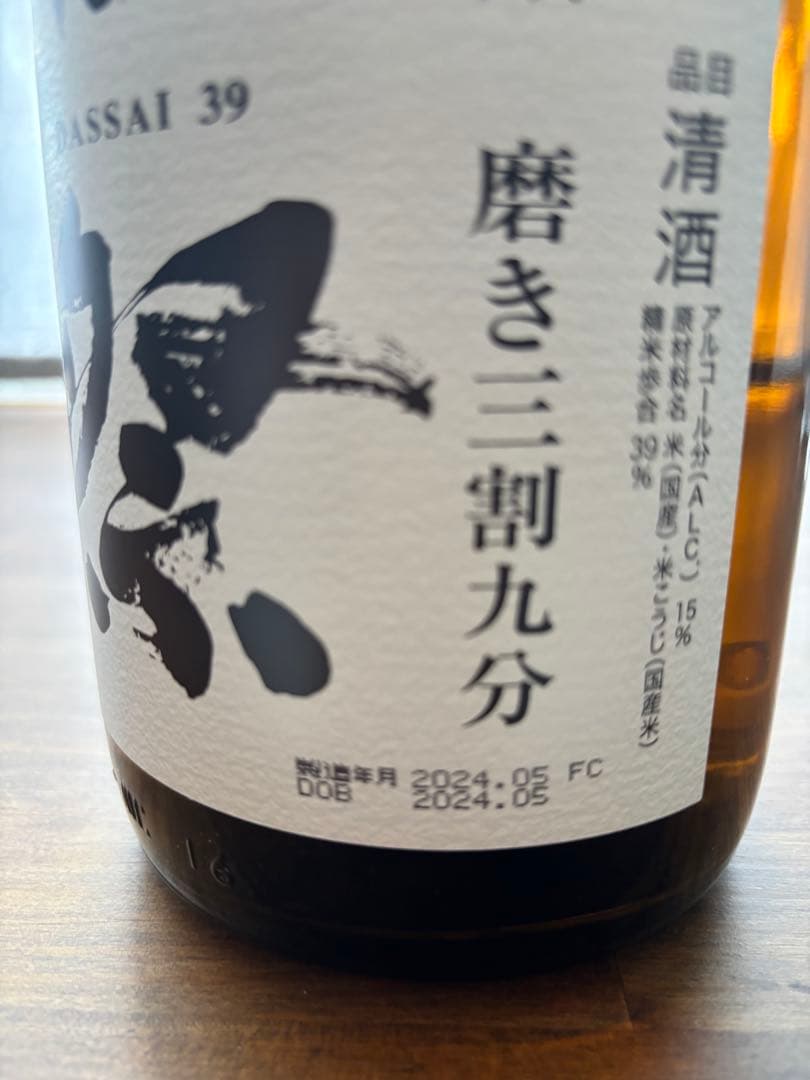 DASSAI 39
磨き三割九分
品目
清酒
アルコール分(ALC.) 15%
原材料名 米(国産)・米こうじ(国産米)
精米歩合 39%
製造年月 2024.05 FC
DOB 2024.05
16